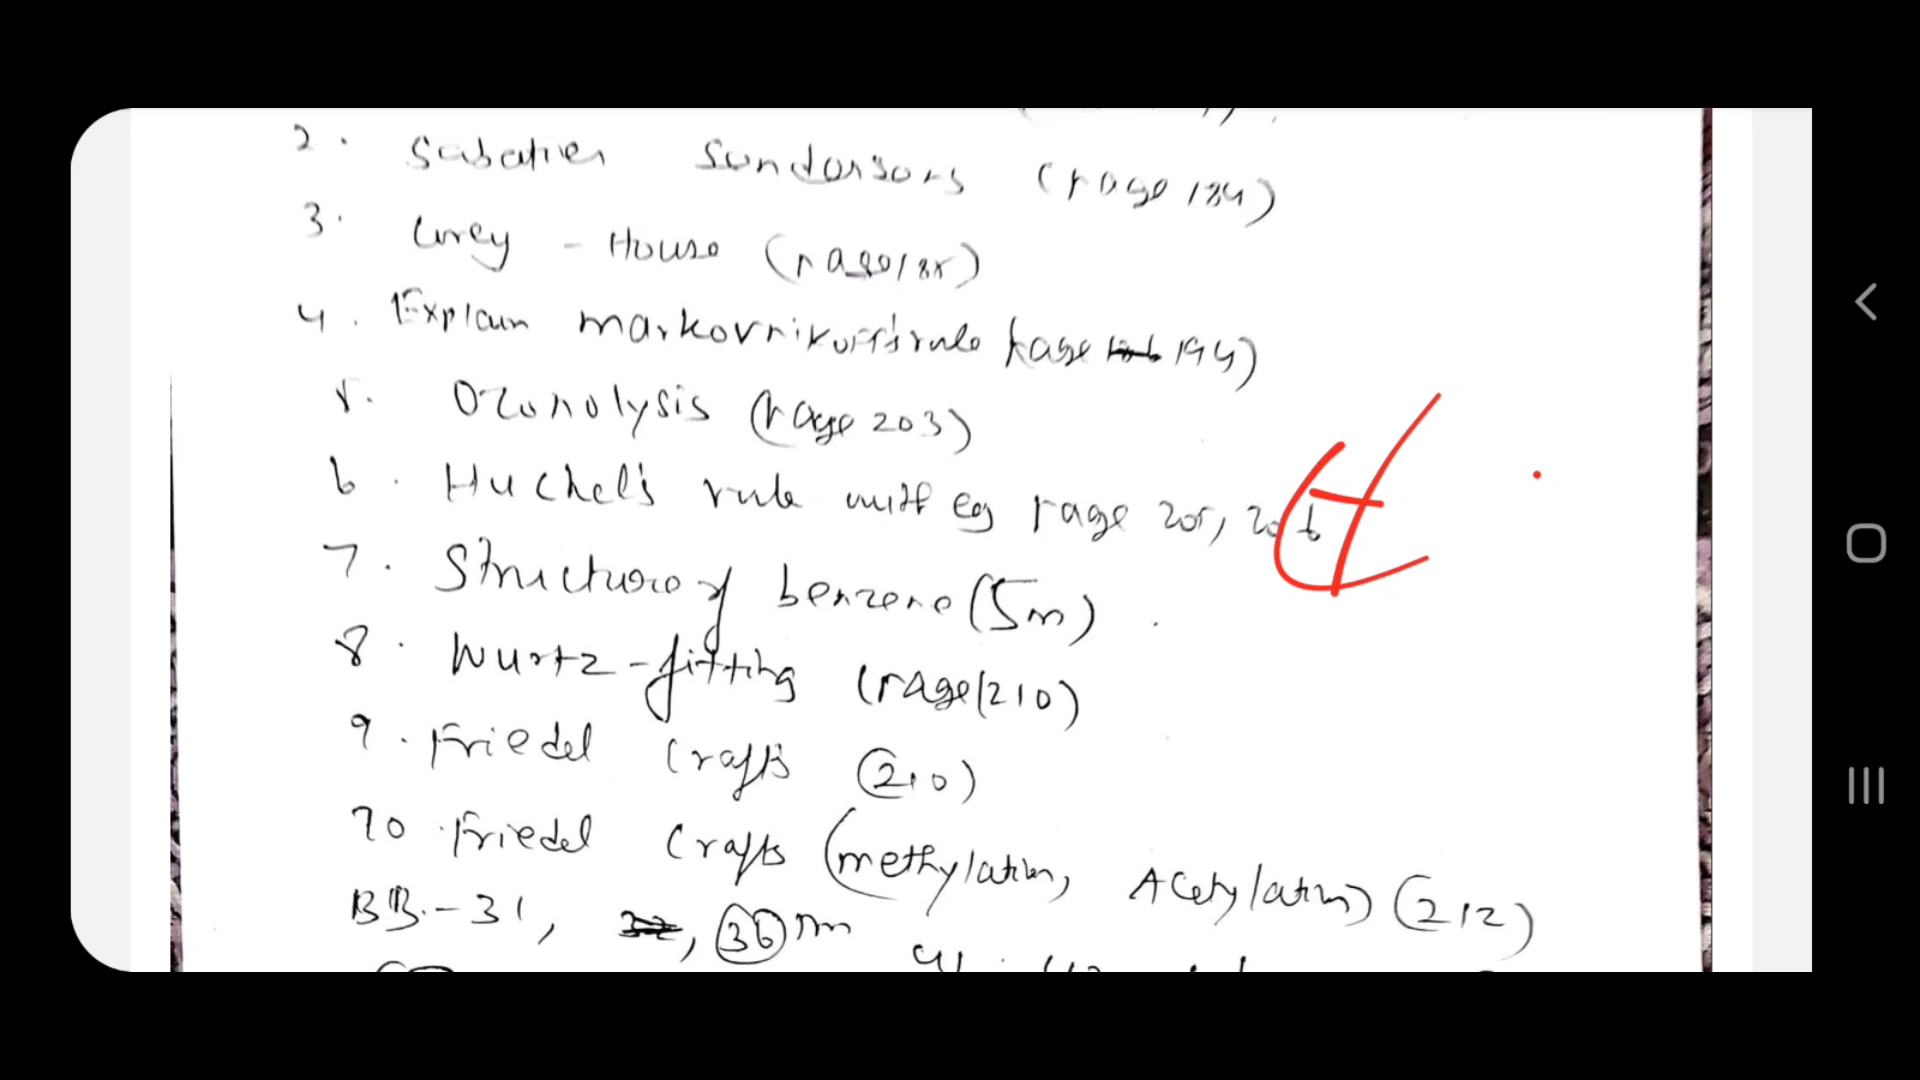 2. Sabatier Sendersons (Page 184)
3. Corey - House (Page 185)
4. Explain markovnikoff's rule Page 194)
5. Ozonolysis (Page 203)
6. Huckel's rule with eg page 205, 206
7. Structure of benzene (5m).
8. Wurtz-fitting (Page 210)
9. Friedel Crafts (210)
10. Friedel Crafts (methylation, Acetylation) (212)
BB.-31, , 36